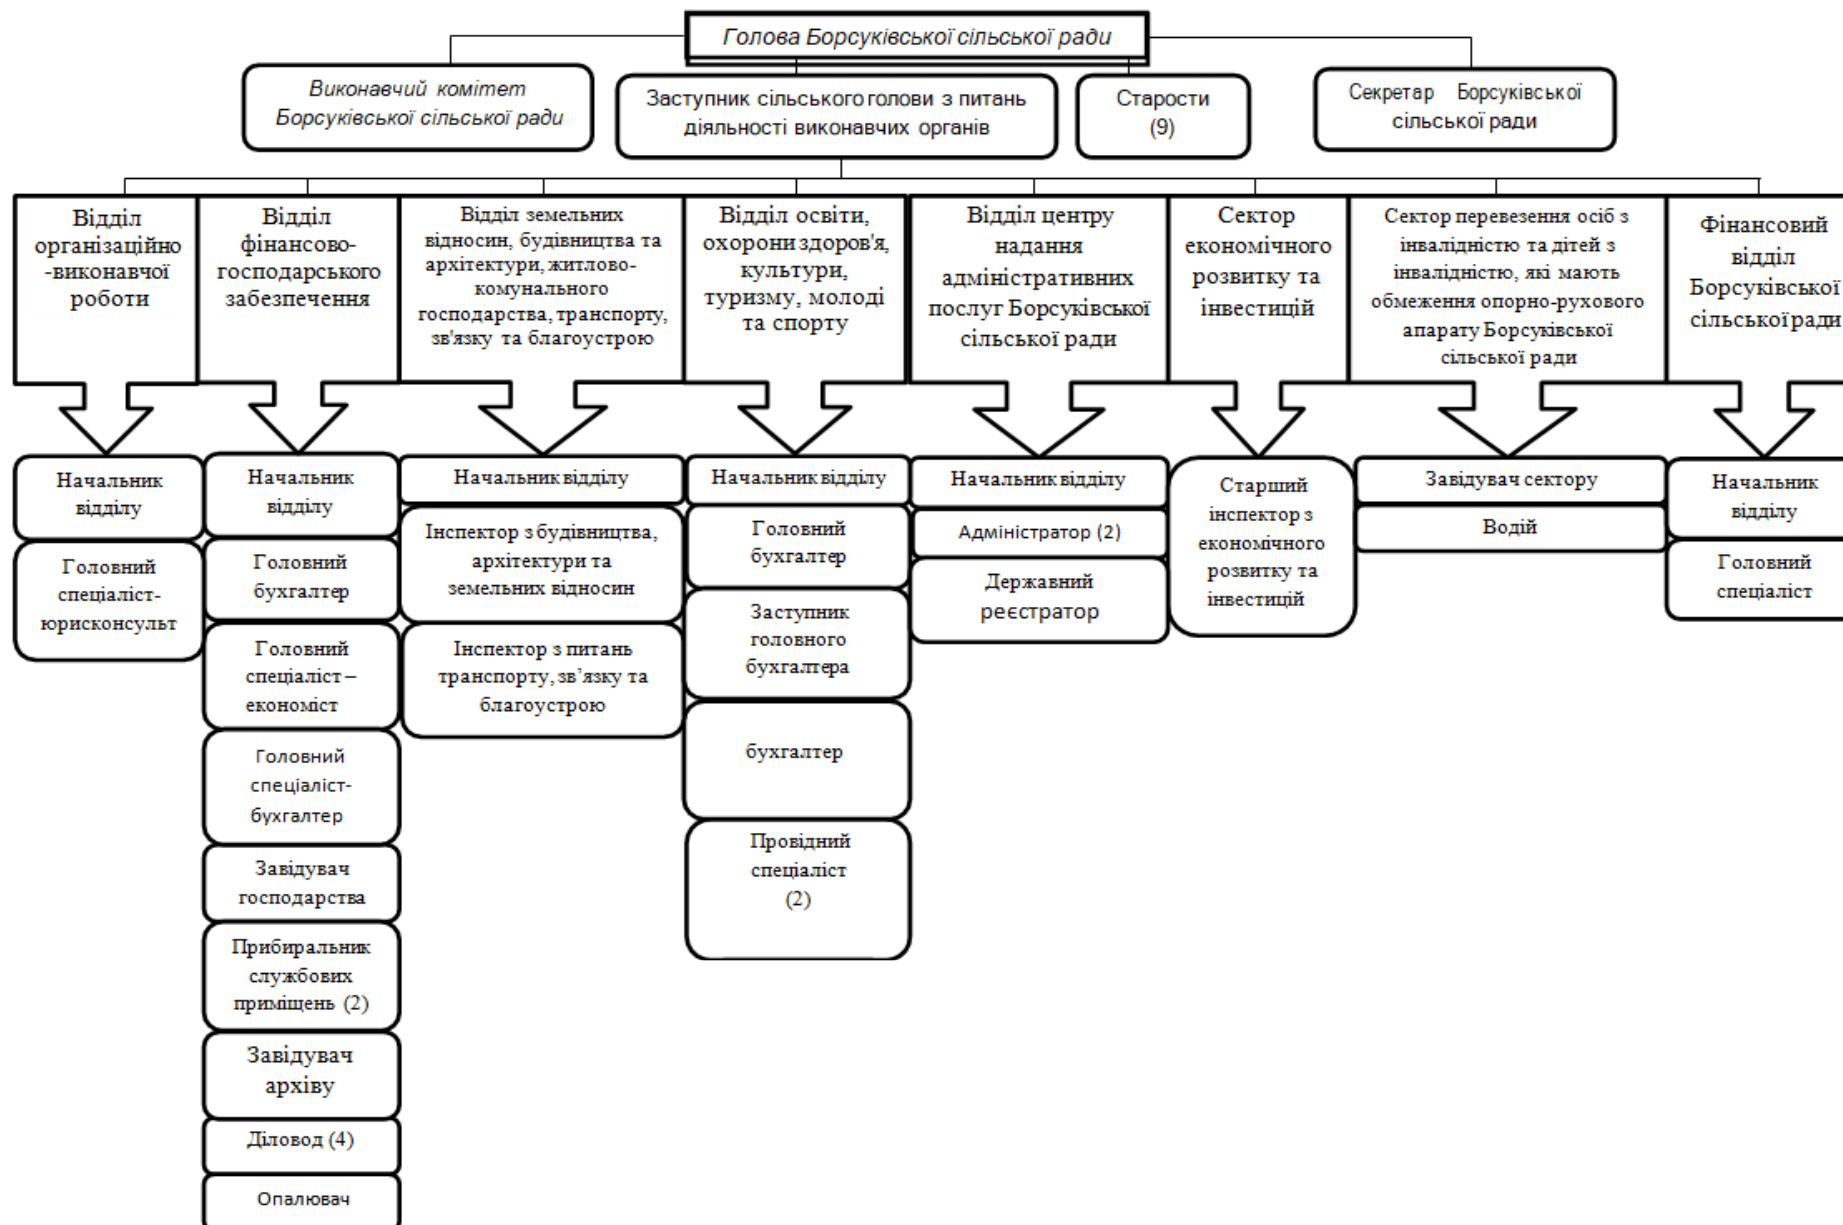 Голова Борсуківської сільської ради
Виконавчий комітет
Борсуківської сільської ради
Заступник сільського голови з питань
діяльності виконавчих органів
Старости
(9)
Секретар Борсуківської
сільської ради
Відділ
організаційно
-виконавчої
роботи
Відділ
фінансово-
господарського
забезпечення
Відділ земельних
відносин, будівництва та
архітектури, житлово-
комунального
господарства, транспорту,
зв'язку та благоустрою
Відділ освіти,
охорони здоров'я,
культури,
туризму, молоді
та спорту
Відділ центру
надання
адміністративних
послуг Борсуківської
сільської ради
Сектор
економічного
розвитку та
інвестицій
Сектор перевезення осіб з
інвалідністю та дітей з
інвалідністю, які мають
обмеження опорно-рухового
апарату Борсуківської
сільської ради
Фінансовий
відділ
Борсуківської
сільської ради
Начальник
відділу
Головний
спеціаліст-
юрисконсульт
Начальник
відділу
Головний
бухгалтер
Головний
спеціаліст –
економіст
Головний
спеціаліст-
бухгалтер
Завідувач
господарства
Прибиральник
службових
приміщень (2)
Завідувач
архіву
Діловод (4)
Опалювач
Начальник відділу
Інспектор з будівництва,
архітектури та
земельних відносин
Інспектор з питань
транспорту, зв’язку та
благоустрою
Начальник відділу
Головний
бухгалтер
Заступник
головного
бухгалтера
бухгалтер
Провідний
спеціаліст
(2)
Начальник відділу
Адміністратор (2)
Державний
реєстратор
Старший
інспектор з
економічного
розвитку та
інвестицій
Завідувач сектору
Водій
Начальник
відділу
Головний
спеціаліст